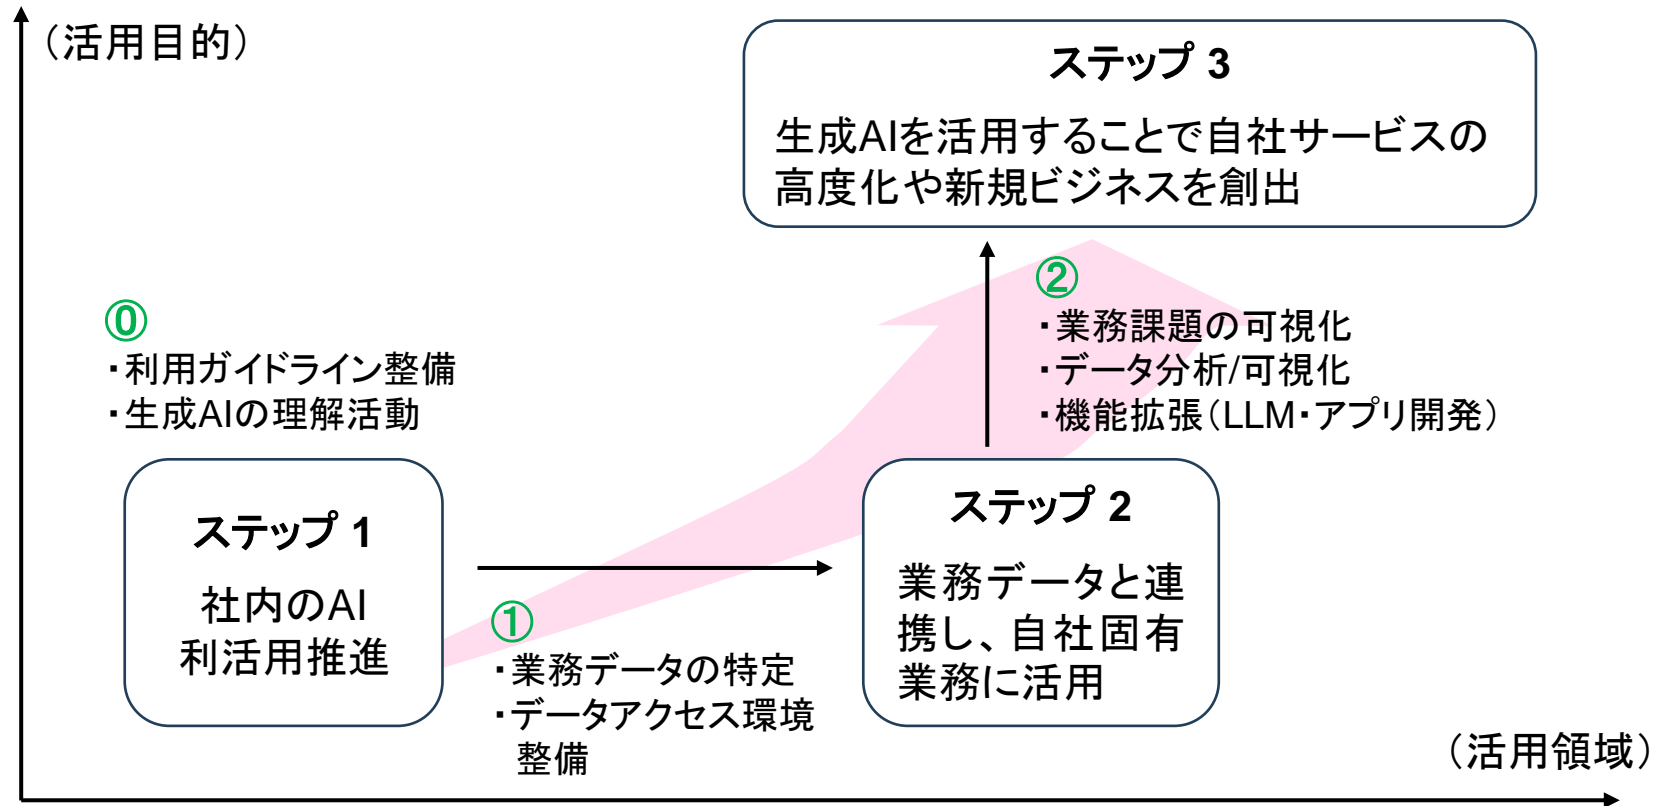 （活用目的）
ステップ 3
生成AIを活用することで自社サービスの
高度化や新規ビジネスを創出
⓪
・利用ガイドライン整備
・生成AIの理解活動
②
・業務課題の可視化
・データ分析/可視化
・機能拡張（LLM・アプリ開発）
ステップ 1
社内のAI
利活用推進
①
・業務データの特定
・データアクセス環境
整備
ステップ 2
業務データと連
携し、自社固有
業務に活用
（活用領域）